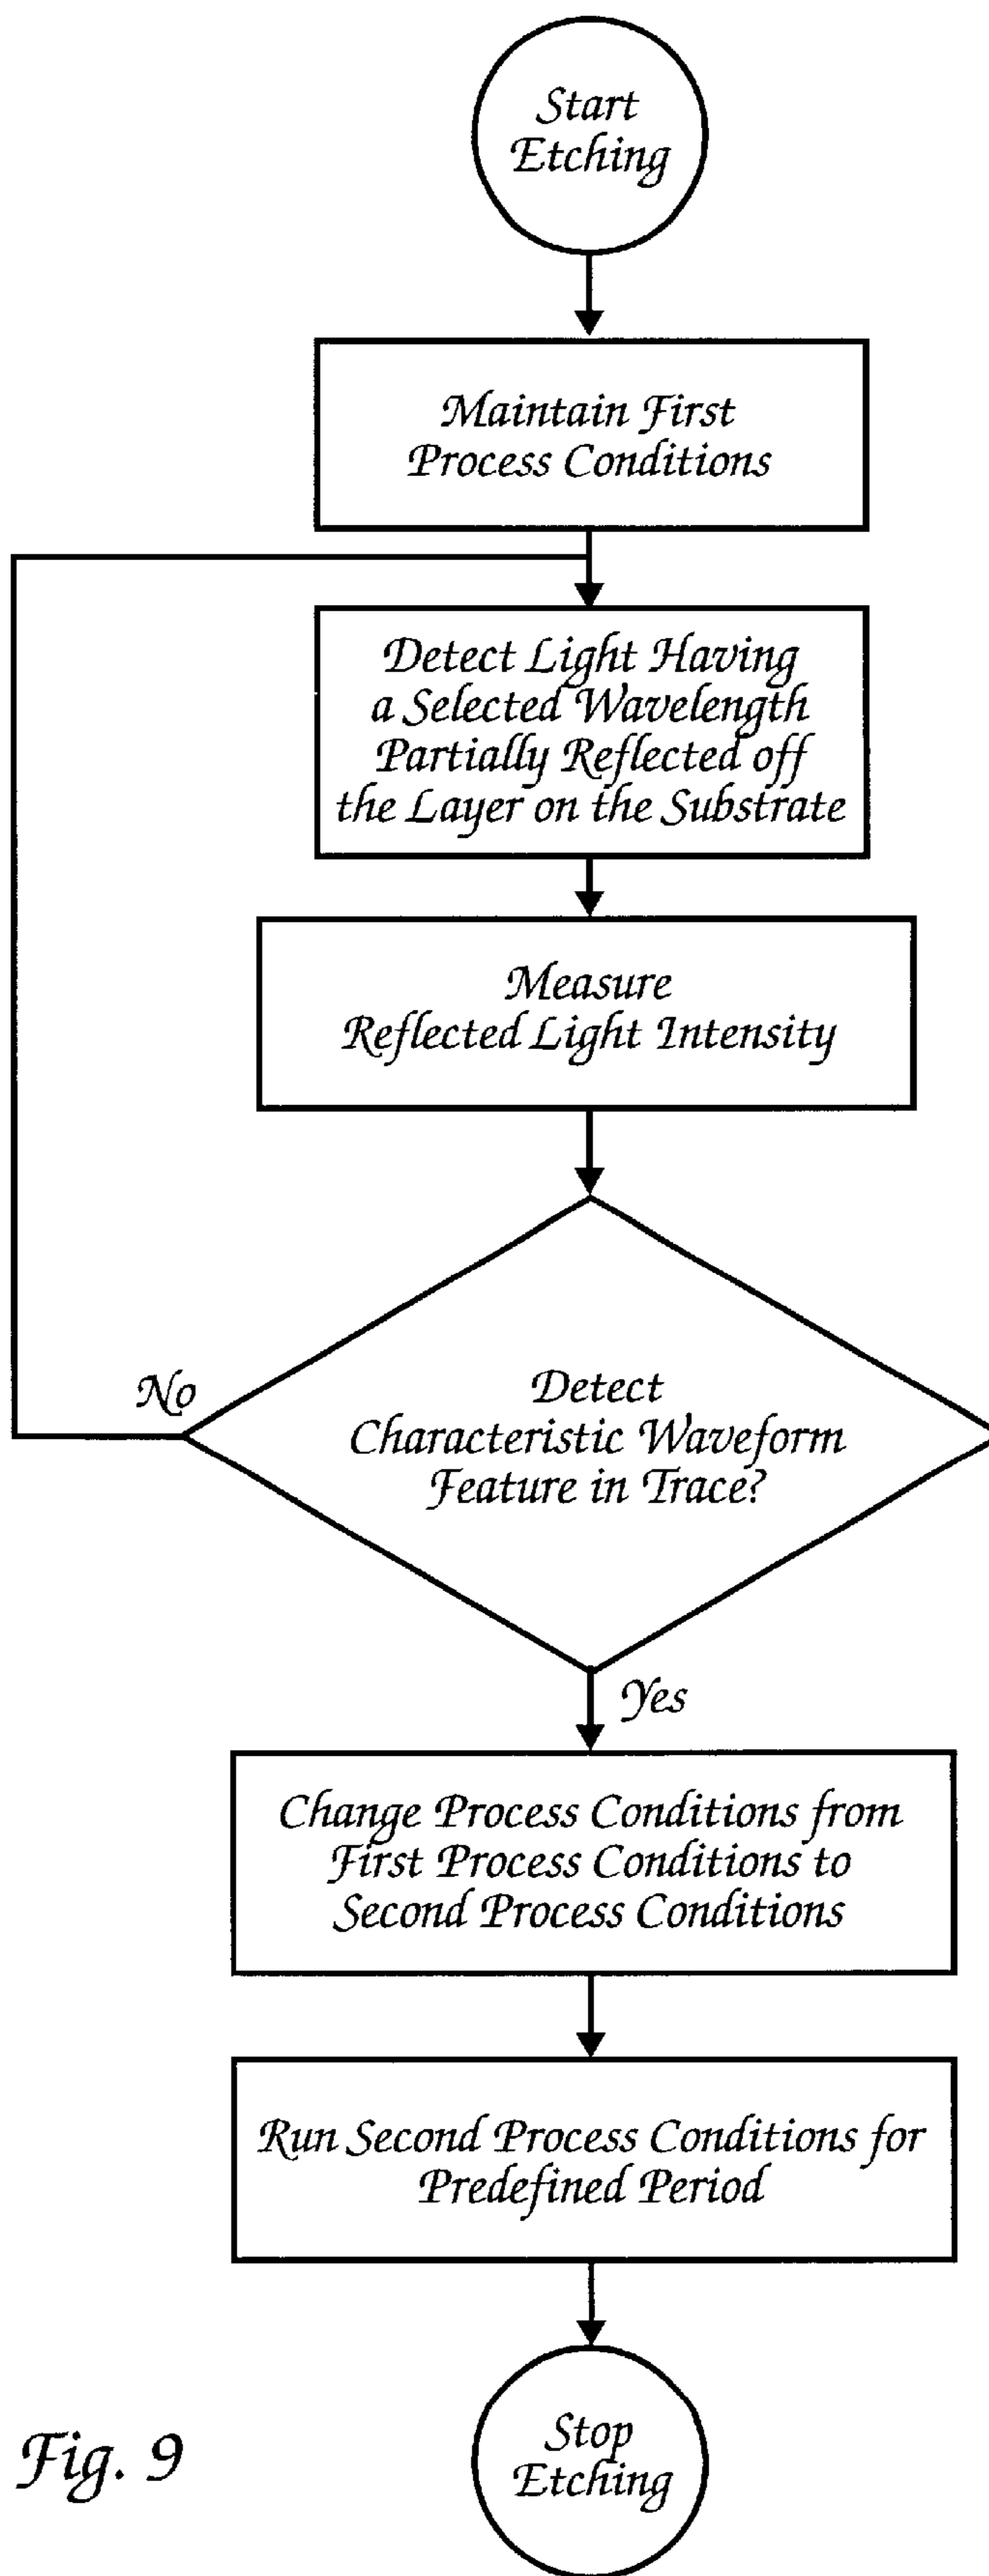 Start
Etching
Maintain First
Process Conditions
Detect Light Having
a Selected Wavelength
Partially Reflected off
the Layer on the Substrate
Measure
Reflected Light Intensity
No
Detect
Characteristic Waveform
Feature in Trace?
Yes
Change Process Conditions from
First Process Conditions to
Second Process Conditions
Run Second Process Conditions for
Predefined Period
Stop
Etching
Fig. 9